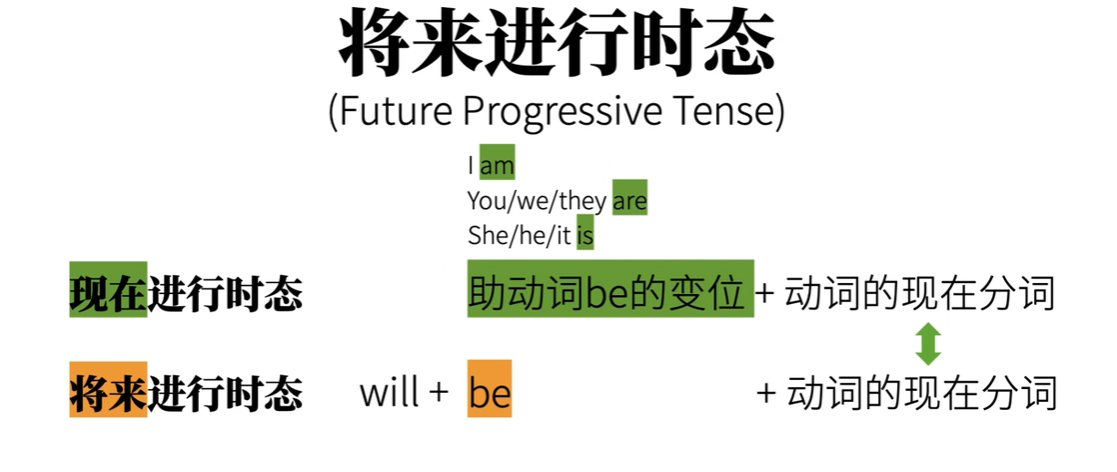 将来进行时态
(Future Progressive Tense)
I am
You/we/they are
She/he/it is
现在进行时态 助动词be的变位 + 动词的现在分词
将来进行时态 will + be + 动词的现在分词